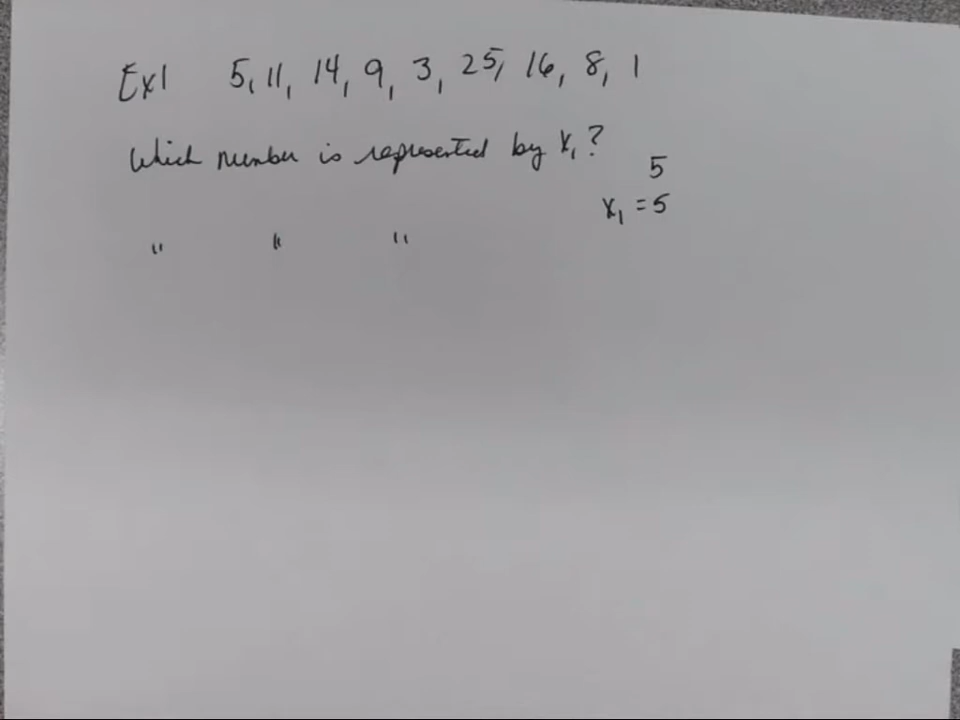 Ex1 5, 11, 14, 9, 3, 25, 16, 8, 1
Which number is represented by x₁?
5
x₁ = 5
" " "